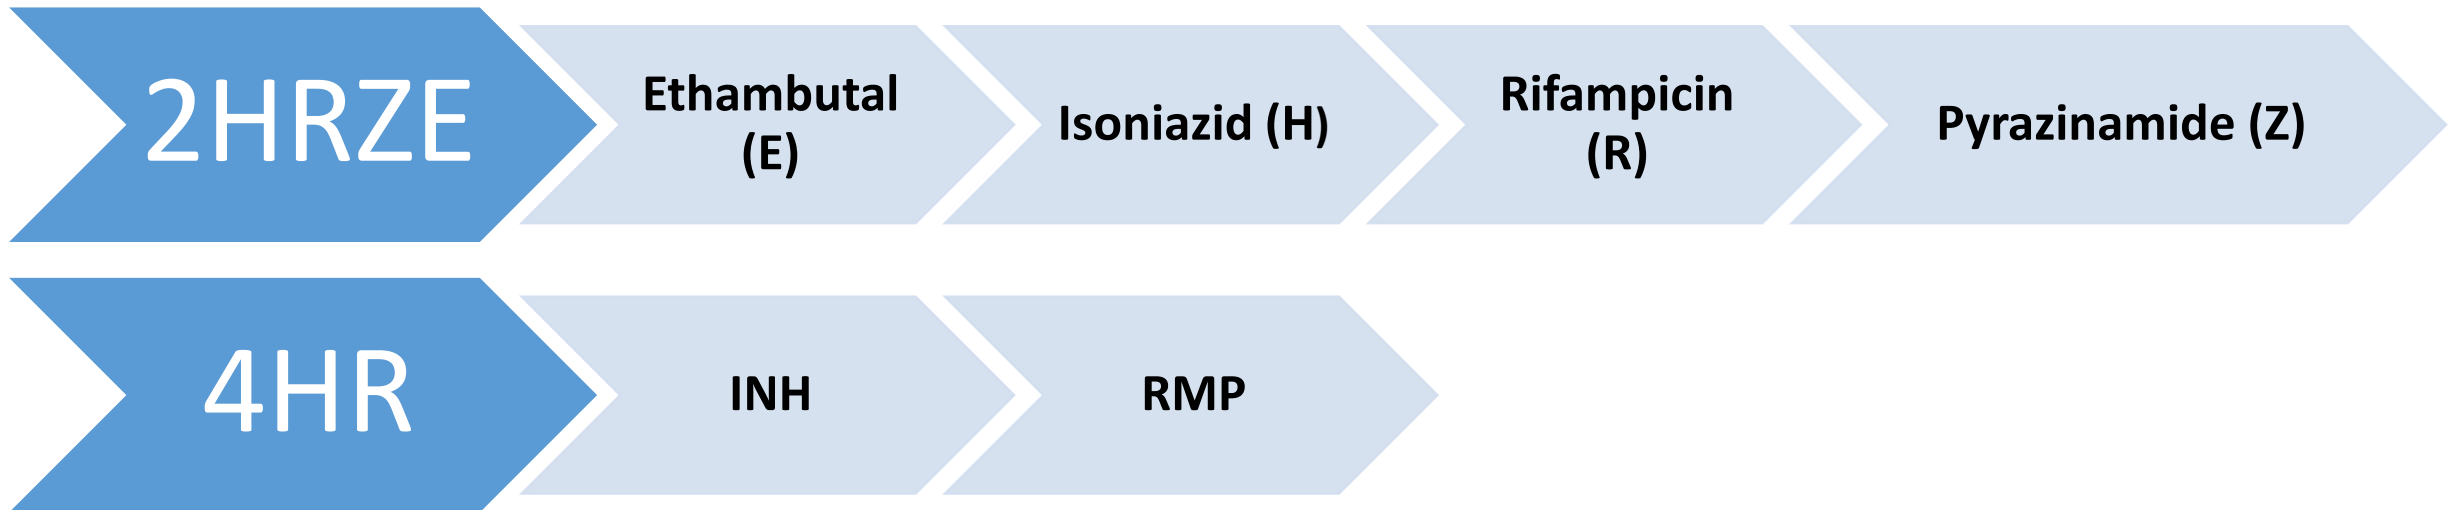 2HRZE
Ethambutal
(E)
Isoniazid (H)
Rifampicin
(R)
Pyrazinamide (Z)
4HR
INH
RMP